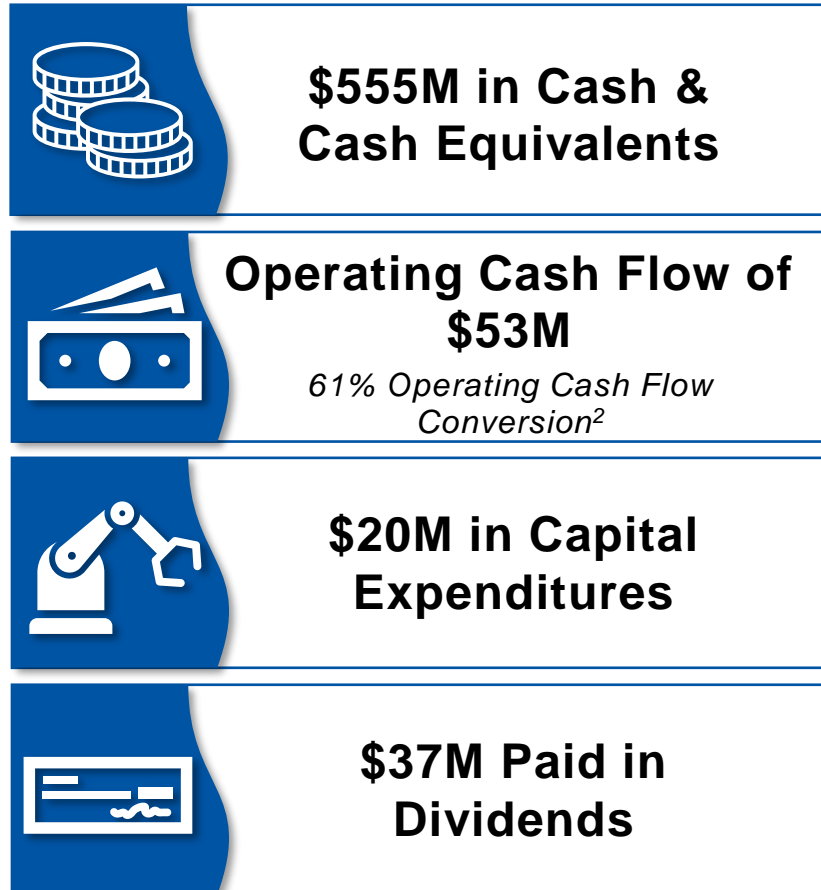 $555M in Cash &
Cash Equivalents
Operating Cash Flow of
$53M
61% Operating Cash Flow
Conversion²
$20M in Capital
Expenditures
$37M Paid in
Dividends